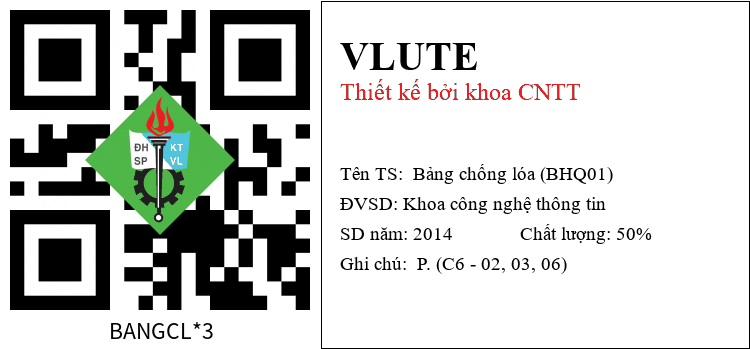 ĐH KT
SP VL
BANGCL*3
VLUTE
Thiết kế bởi khoa CNTT
Tên TS: Bảng chống lóa (BHQ01)
ĐVSD: Khoa công nghệ thông tin
SD năm: 2014 Chất lượng: 50%
Ghi chú: P. (C6 - 02, 03, 06)